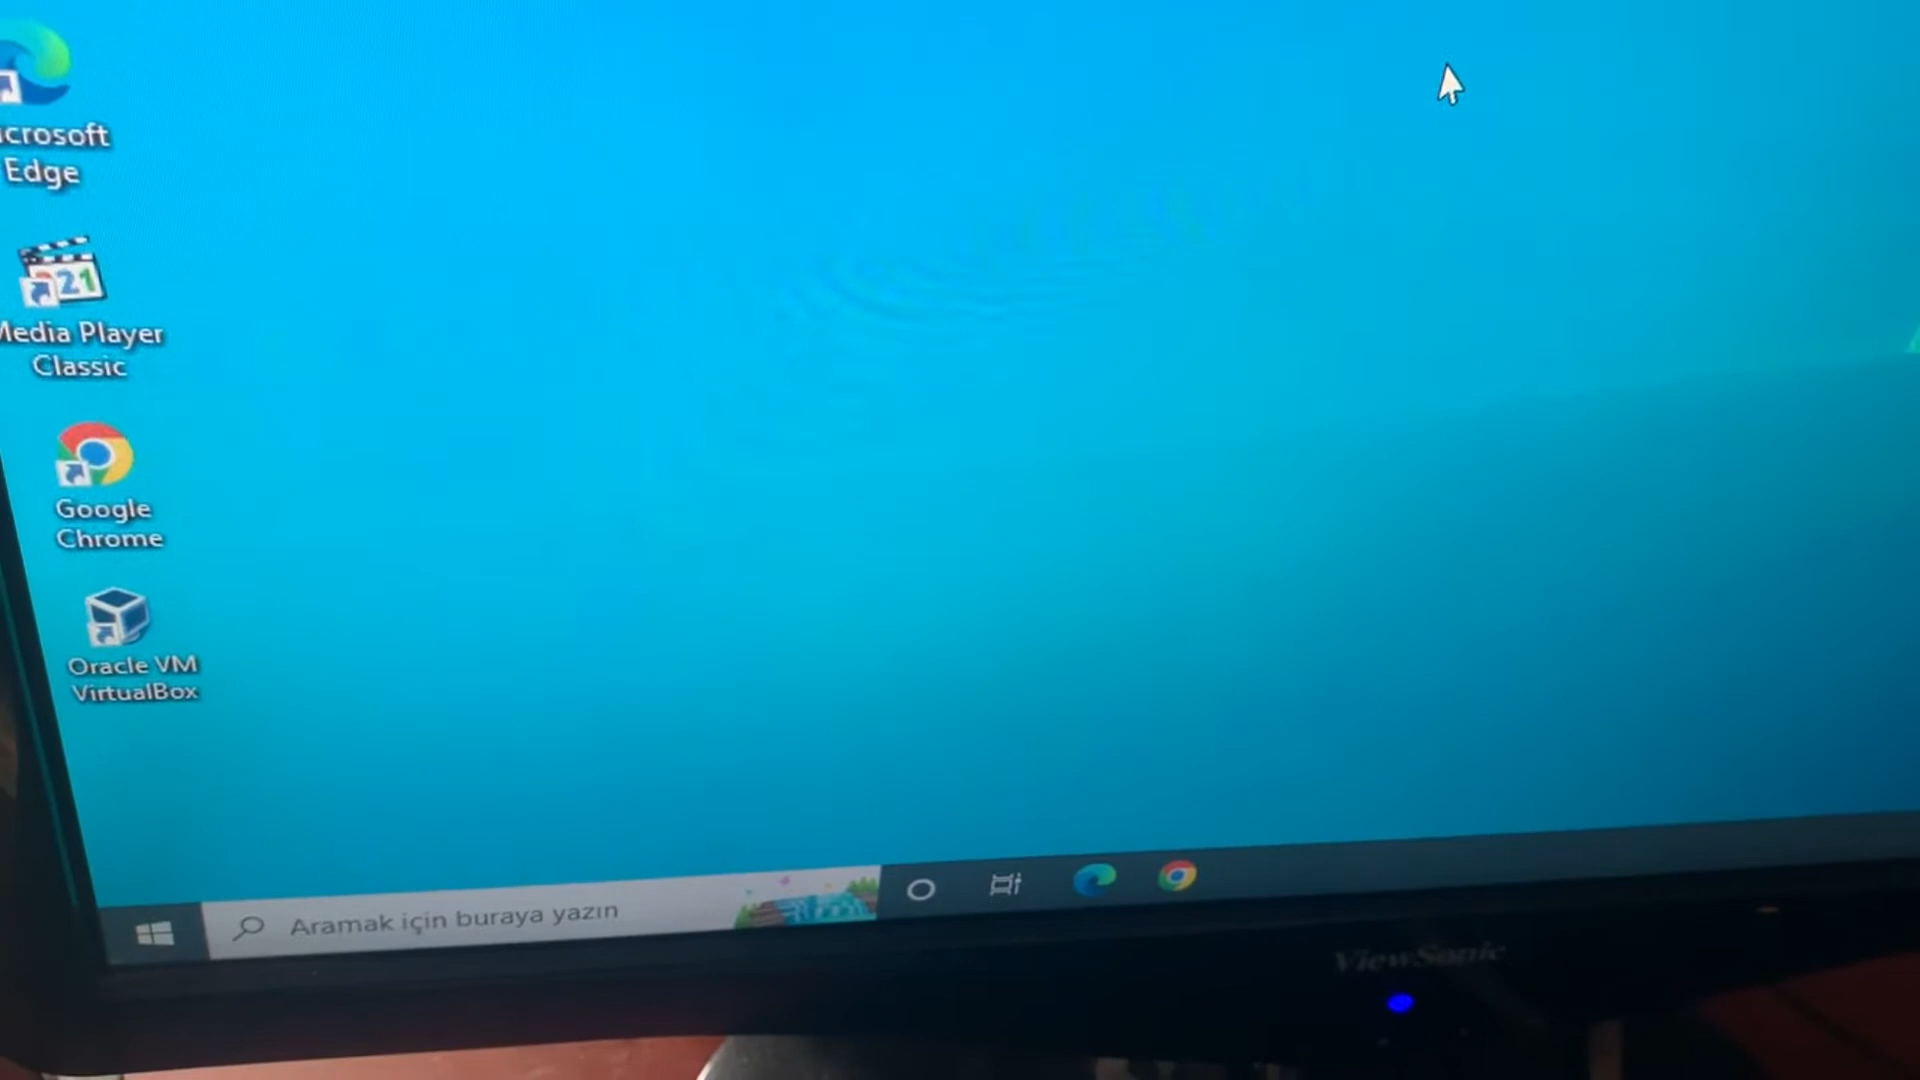 icrosoft
Edge
Media Player
Classic
Google
Chrome
Oracle VM
VirtualBox
Aramak için buraya yazın
ViewSonic